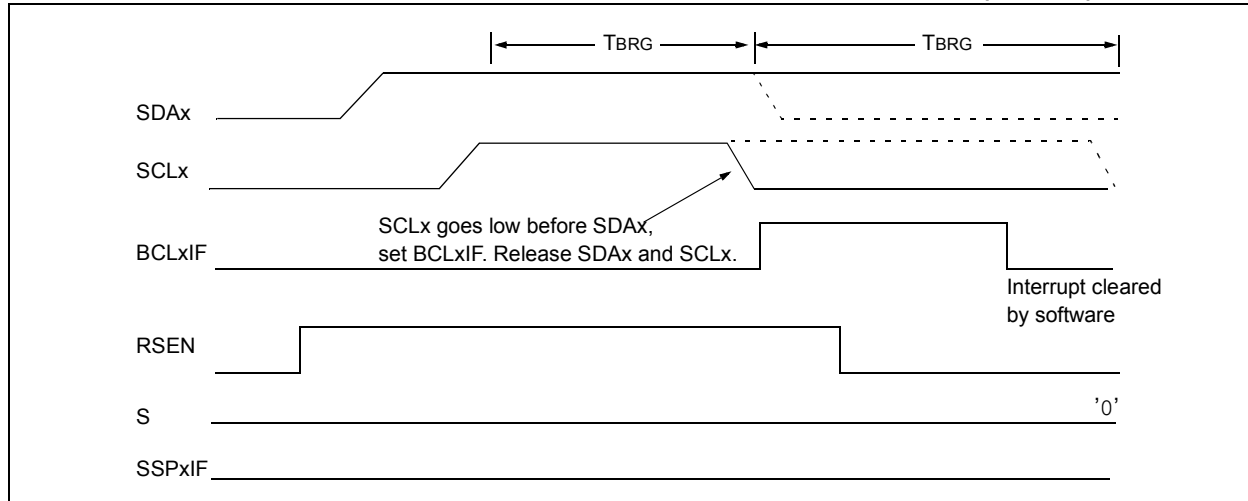 TBRG TBRG
SDAx
SCLx
SCLx goes low before SDAx,
set BCLxIF. Release SDAx and SCLx.
BCLxIF
Interrupt cleared
by software
RSEN
S '0'
SSPxIF